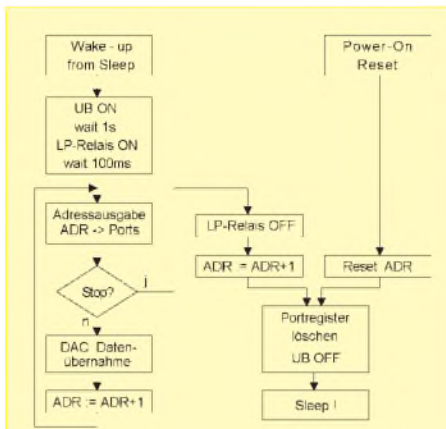 Wake - up
from Sleep
UB ON
wait 1s
LP-Relais ON
wait 100ms
Adressausgabe
ADR -> Ports
Stop?
j
n
DAC Daten-
übernahme
ADR := ADR+1
LP-Relais OFF
ADR := ADR+1
Power-On
Reset
Reset ADR
Portregister
löschen
UB OFF
Sleep !